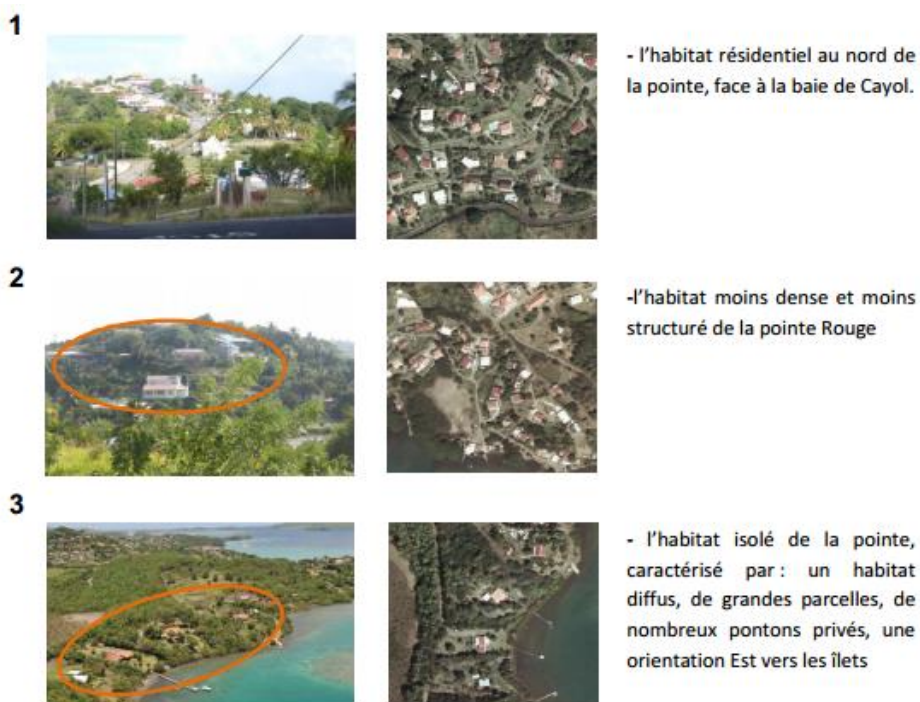 1
- l’habitat résidentiel au nord de
la pointe, face à la baie de Cayol.
2
-l’habitat moins dense et moins
structuré de la pointe Rouge
3
- l’habitat isolé de la pointe,
caractérisé par : un habitat
diffus, de grandes parcelles, de
nombreux pontons privés, une
orientation Est vers les îlets